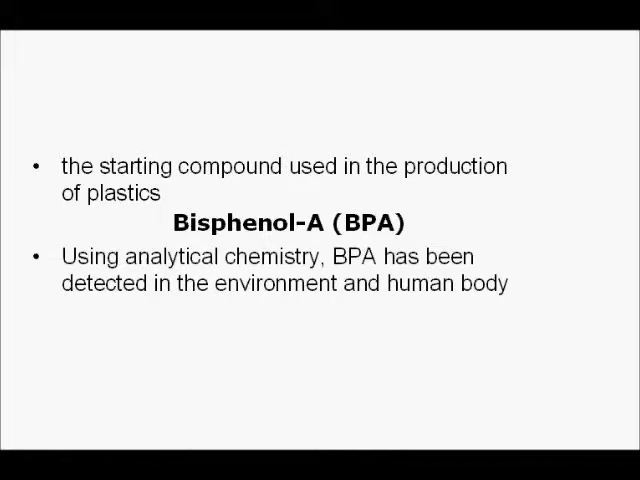 • the starting compound used in the production
of plastics
Bisphenol-A (BPA)
• Using analytical chemistry, BPA has been
detected in the environment and human body